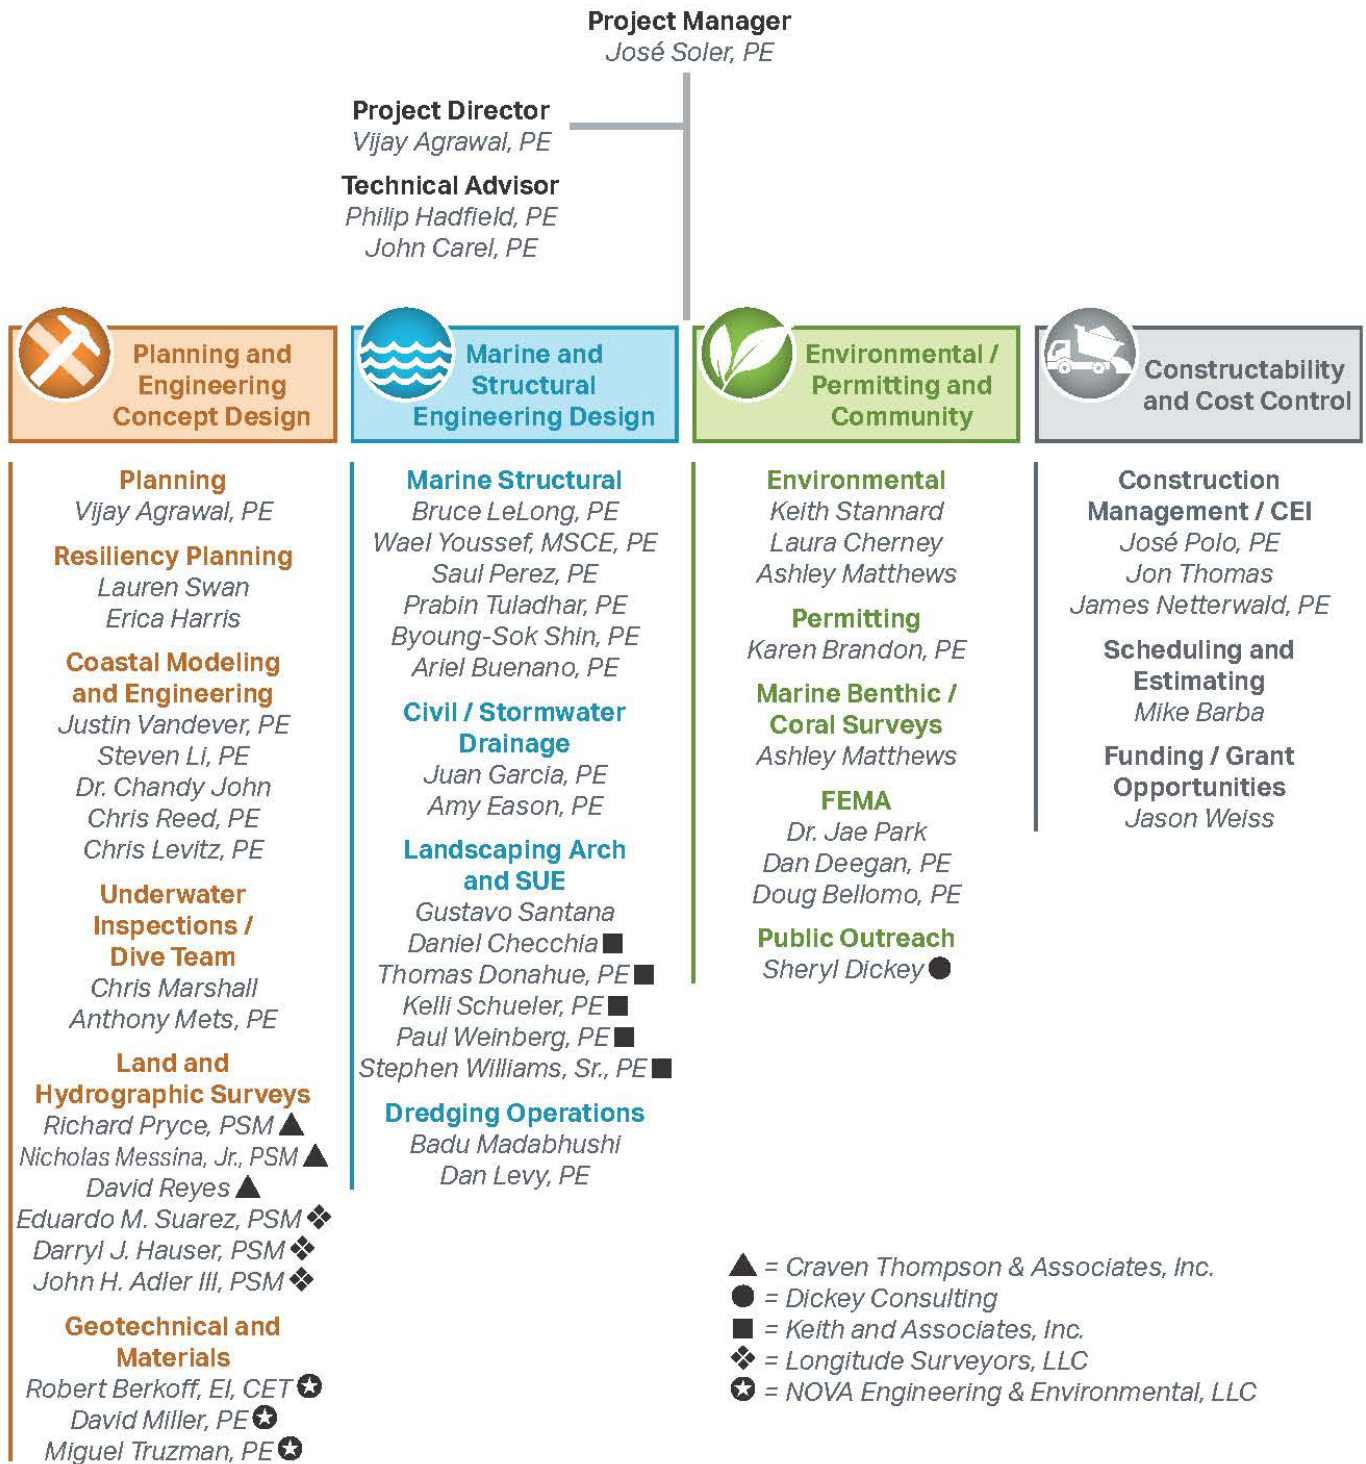 Project Manager
José Soler, PE
Project Director
Vijay Agrawal, PE
Technical Advisor
Philip Hadfield, PE
John Carel, PE
Planning and
Engineering
Concept Design
Planning
Vijay Agrawal, PE
Resiliency Planning
Lauren Swan
Erica Harris
Coastal Modeling
and Engineering
Justin Vandever, PE
Steven Li, PE
Dr. Chandy John
Chris Reed, PE
Chris Levitz, PE
Underwater
Inspections /
Dive Team
Chris Marshall
Anthony Mets, PE
Land and
Hydrographic Surveys
Richard Pryce, PSM ▲
Nicholas Messina, Jr., PSM ▲
David Reyes ▲
Eduardo M. Suarez, PSM ❖
Darryl J. Hauser, PSM ❖
John H. Adler III, PSM ❖
Geotechnical and
Materials
Robert Berkoff, EI, CET ✪
David Miller, PE ✪
Miguel Truzman, PE ✪
Marine and
Structural
Engineering Design
Marine Structural
Bruce LeLong, PE
Wael Youssef, MSCE, PE
Saul Perez, PE
Prabin Tuladhar, PE
Byoung-Sok Shin, PE
Ariel Buenano, PE
Civil / Stormwater
Drainage
Juan Garcia, PE
Amy Eason, PE
Landscaping Arch
and SUE
Gustavo Santana
Daniel Checchia ■
Thomas Donahue, PE ■
Kelli Schueler, PE ■
Paul Weinberg, PE ■
Stephen Williams, Sr., PE ■
Dredging Operations
Badu Madabhushi
Dan Levy, PE
Environmental /
Permitting and
Community
Environmental
Keith Stannard
Laura Cherney
Ashley Matthews
Permitting
Karen Brandon, PE
Marine Benthic /
Coral Surveys
Ashley Matthews
FEMA
Dr. Jae Park
Dan Deegan, PE
Doug Bellomo, PE
Public Outreach
Sheryl Dickey ●
Constructability
and Cost Control
Construction
Management / CEI
José Polo, PE
Jon Thomas
James Netterwald, PE
Scheduling and
Estimating
Mike Barba
Funding / Grant
Opportunities
Jason Weiss
▲ = Craven Thompson & Associates, Inc.
● = Dickey Consulting
■ = Keith and Associates, Inc.
❖ = Longitude Surveyors, LLC
✪ = NOVA Engineering & Environmental, LLC